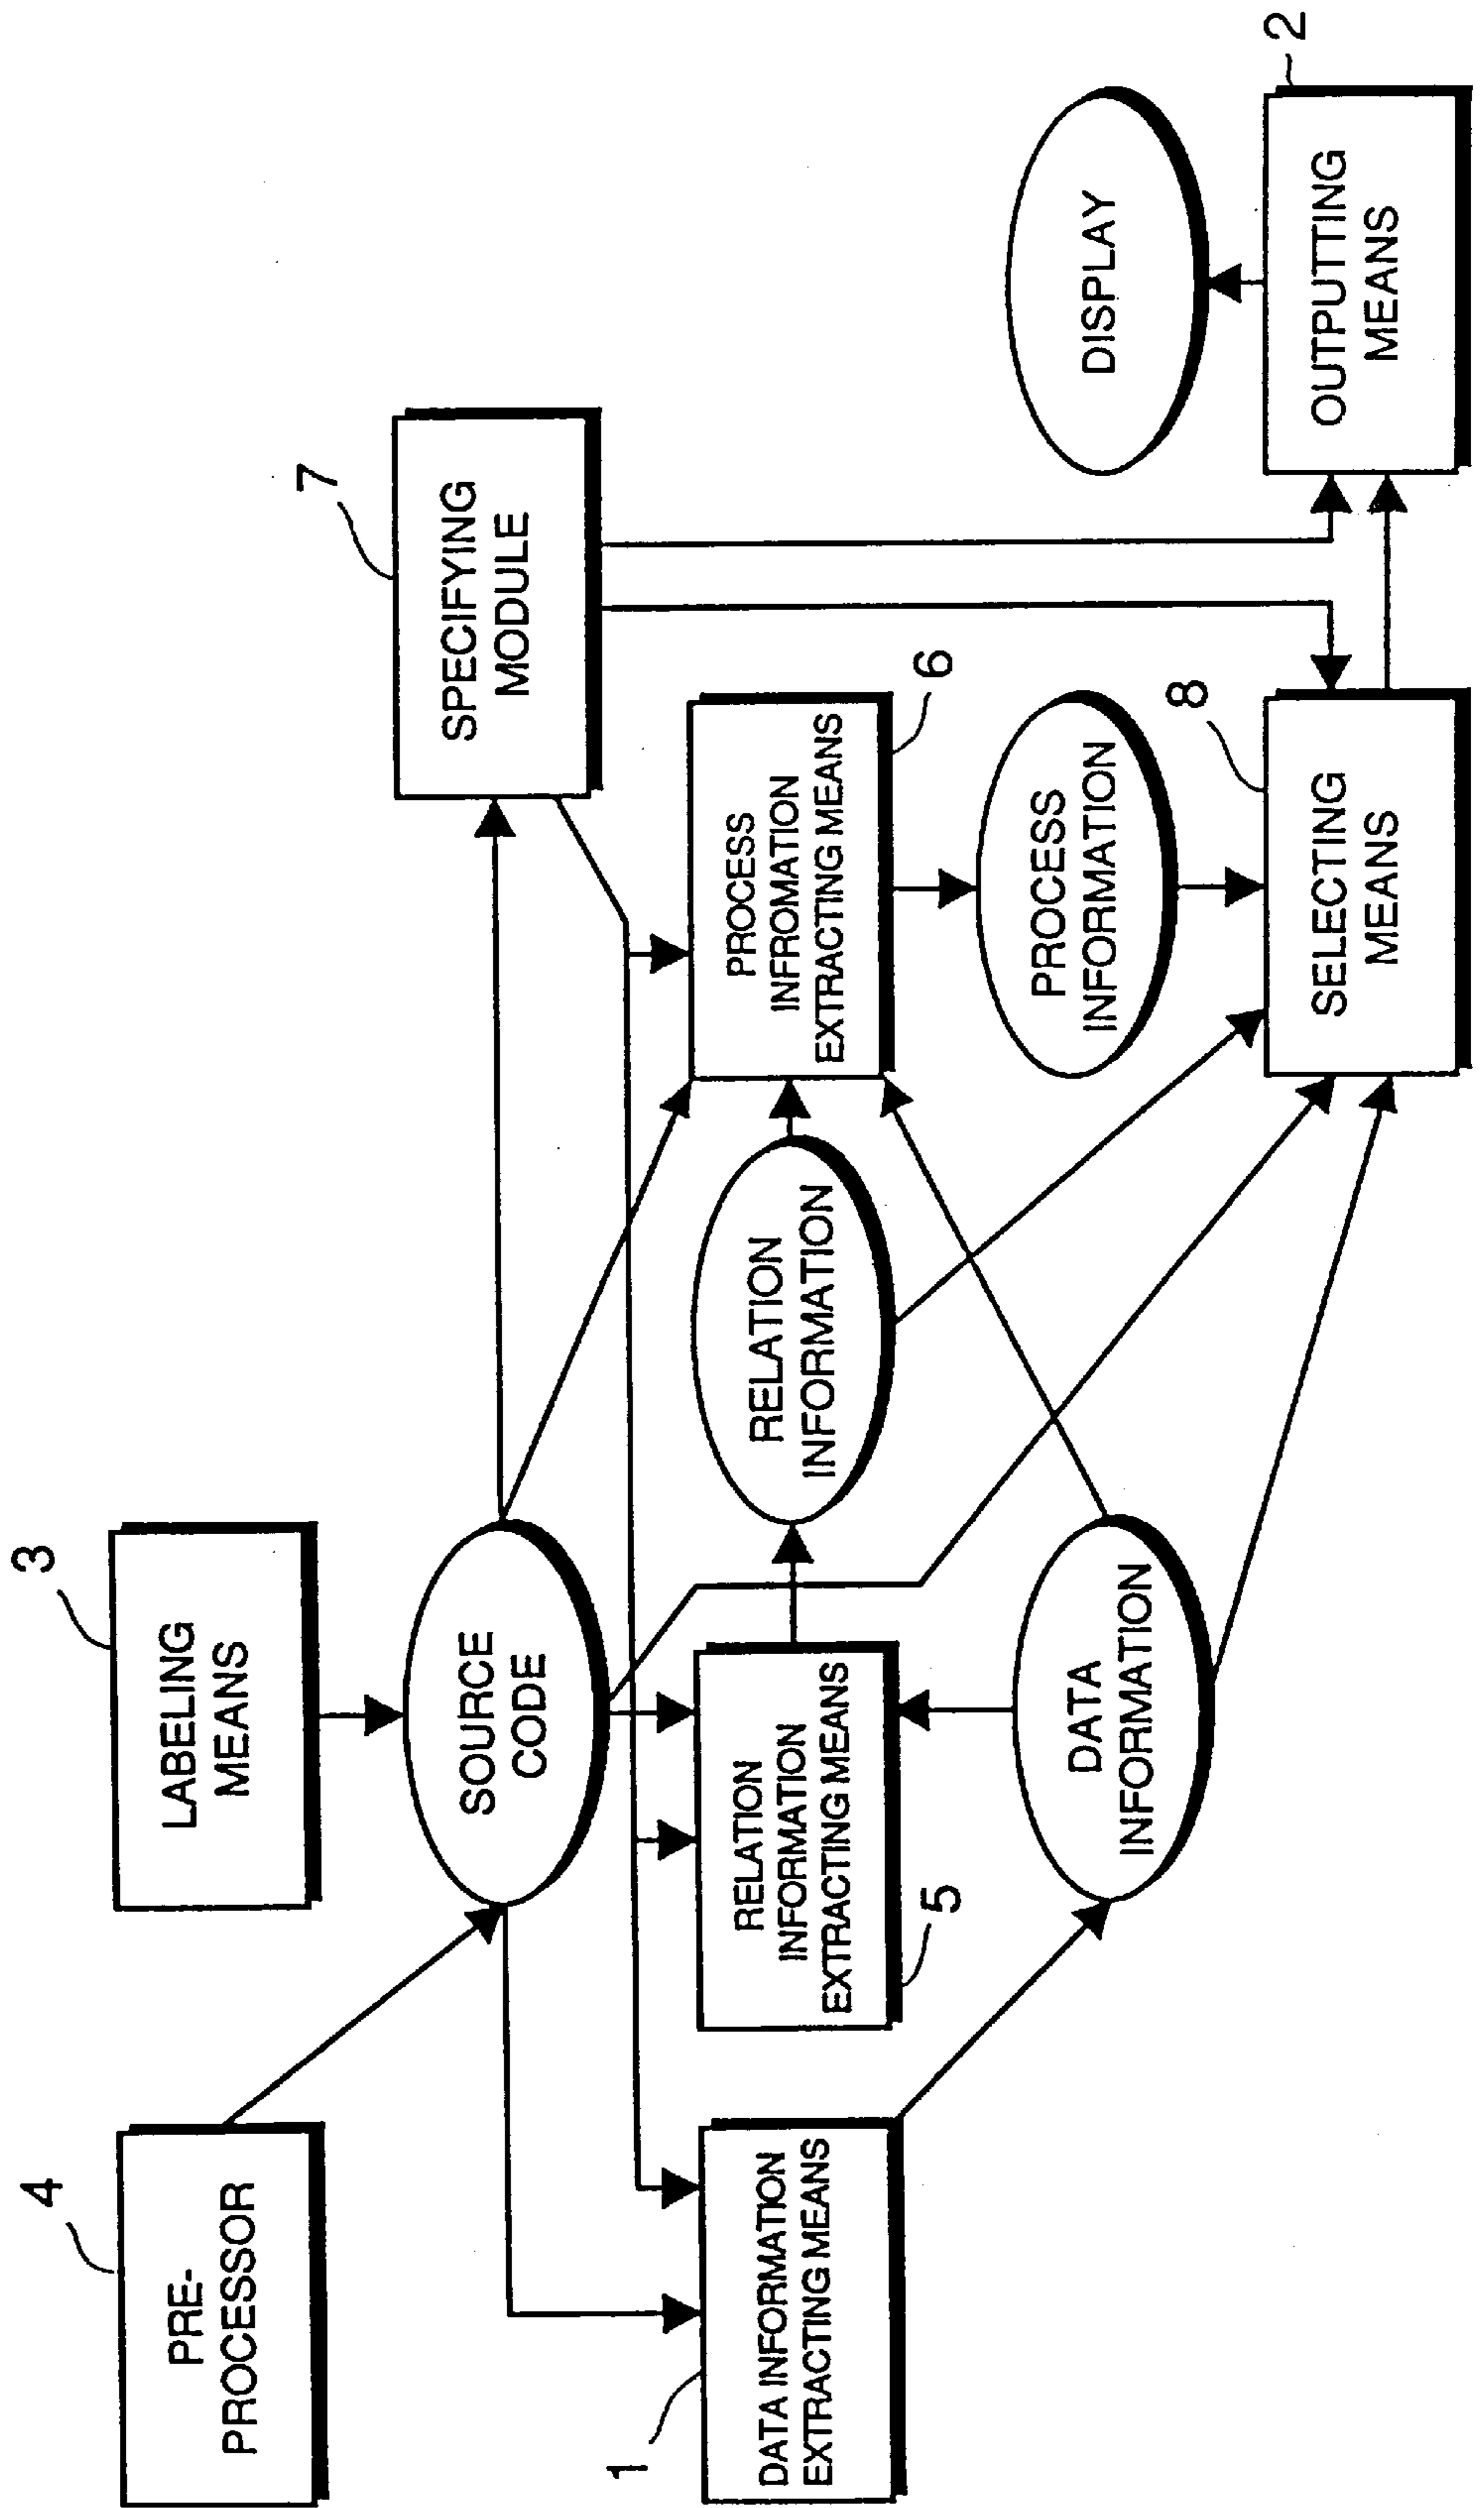 4
PRE-
PROCESSOR
3
LABELING
MEANS
SOURCE
CODE
7
SPECIFYING
MODULE
1
DATA INFORMATION
EXTRACTING MEANS
RELATION
INFORMATION
EXTRACTING MEANS
5
RELATION
INFORMATION
PROCESS
INFROMATION
EXTRACTING MEANS
6
DATA
INFORMATION
PROCESS
INFORMATION
DISPLAY
8
SELECTING
MEANS
2
OUTPUTTING
MEANS